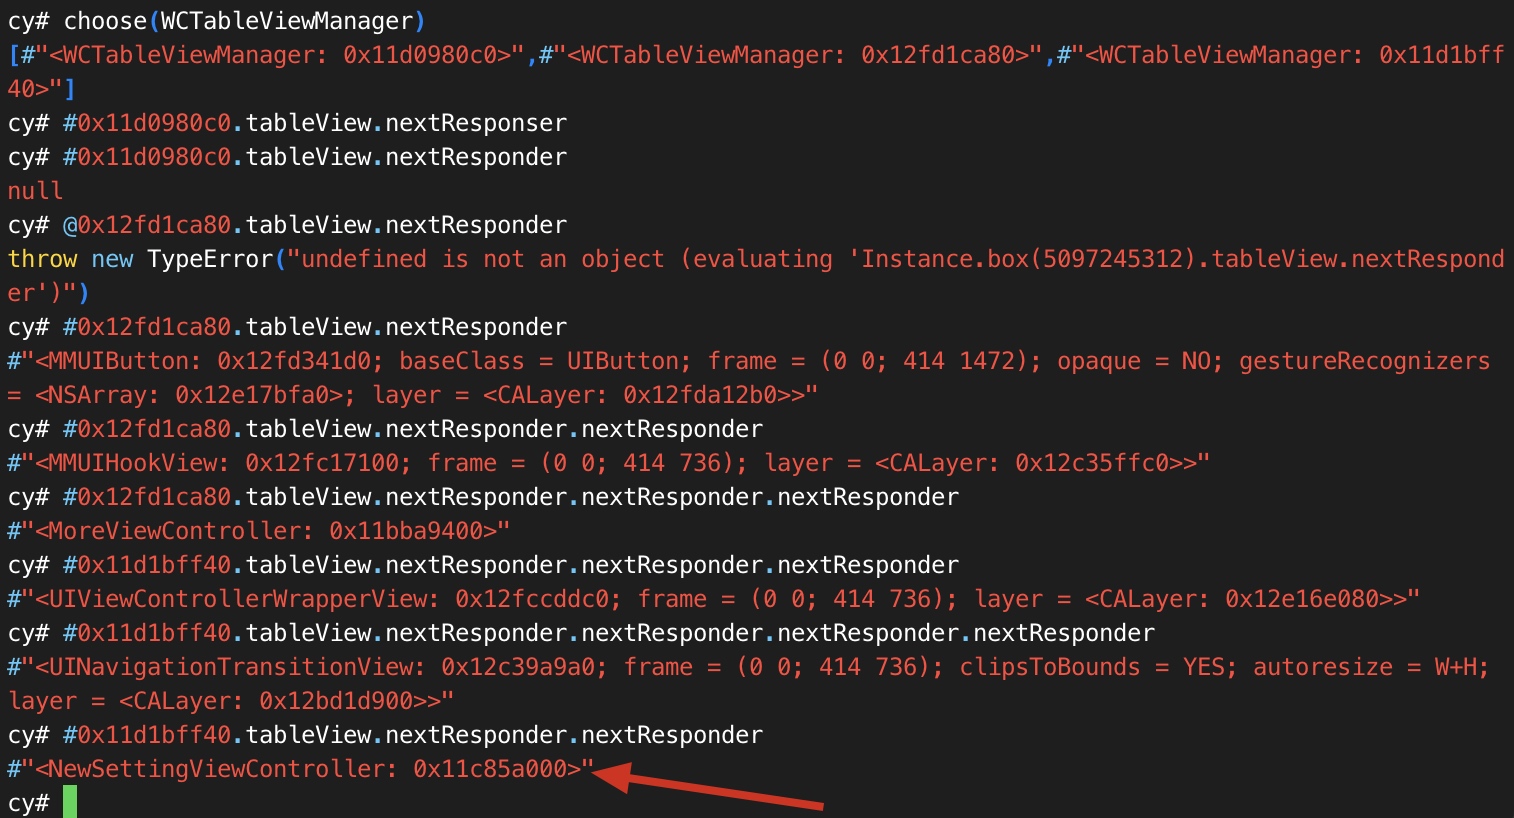 cy# choose(WCTableViewManager)
[#"<WCTableViewManager: 0x11d0980c0>",#"<WCTableViewManager: 0x12fd1ca80>",#"<WCTableViewManager: 0x11d1bff
40>"]
cy# #0x11d0980c0.tableView.nextResponser
cy# #0x11d0980c0.tableView.nextResponder
null
cy# @0x12fd1ca80.tableView.nextResponder
throw new TypeError("undefined is not an object (evaluating 'Instance.box(5097245312).tableView.nextRespond
er')")
cy# #0x12fd1ca80.tableView.nextResponder
#"<MMUIButton: 0x12fd341d0; baseClass = UIButton; frame = (0 0; 414 1472); opaque = NO; gestureRecognizers
= <NSArray: 0x12e17bfa0>; layer = <CALayer: 0x12fda12b0>>"
cy# #0x12fd1ca80.tableView.nextResponder.nextResponder
#"<MMUIHookView: 0x12fc17100; frame = (0 0; 414 736); layer = <CALayer: 0x12c35ffc0>>"
cy# #0x12fd1ca80.tableView.nextResponder.nextResponder.nextResponder
#"<MoreViewController: 0x11bba9400>"
cy# #0x11d1bff40.tableView.nextResponder.nextResponder.nextResponder
#"<UIViewControllerWrapperView: 0x12fccddc0; frame = (0 0; 414 736); layer = <CALayer: 0x12e16e080>>"
cy# #0x11d1bff40.tableView.nextResponder.nextResponder.nextResponder.nextResponder
#"<UINavigationTransitionView: 0x12c39a9a0; frame = (0 0; 414 736); clipsToBounds = YES; autoresize = W+H;
layer = <CALayer: 0x12bd1d900>>"
cy# #0x11d1bff40.tableView.nextResponder.nextResponder
#"<NewSettingViewController: 0x11c85a000>"
cy#